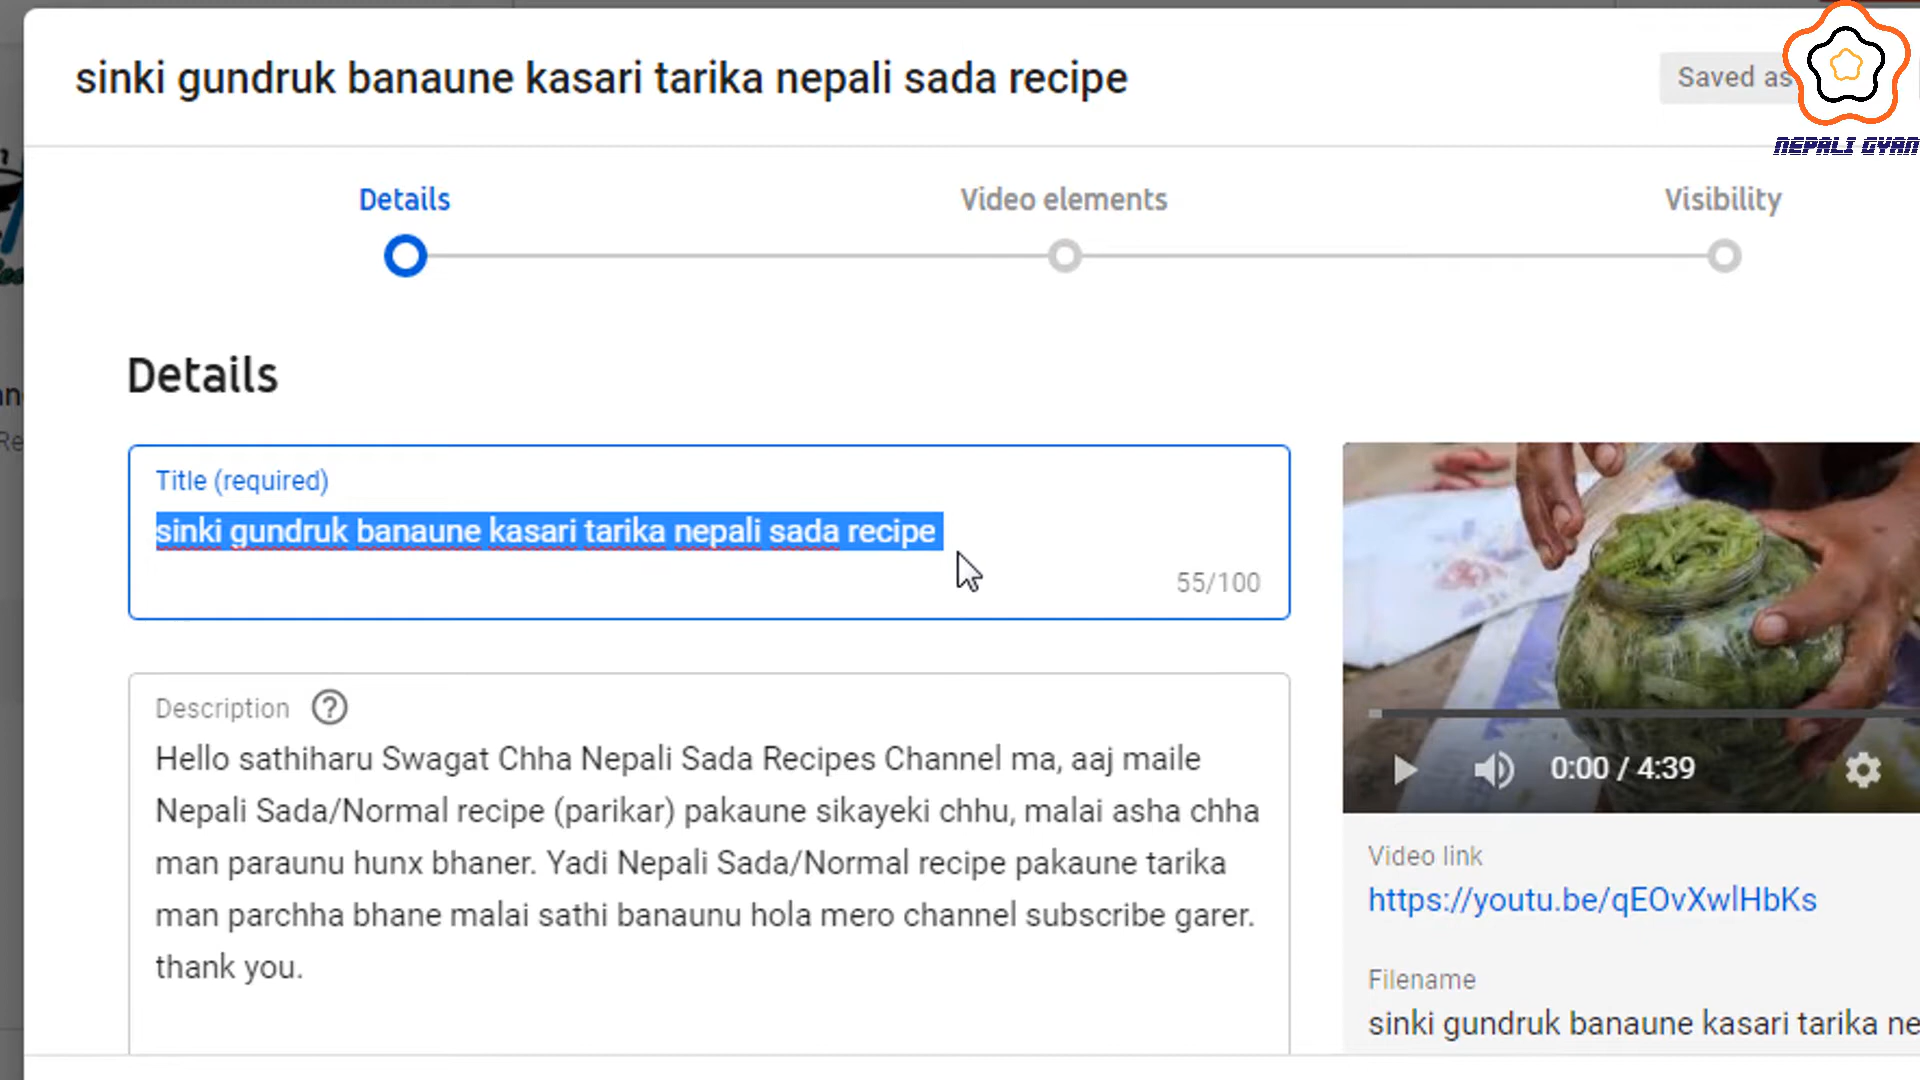 sinki gundruk banaune kasari tarika nepali sada recipe
Saved as
NEPALI GYAN
Details
Video elements
Visibility
Details
Title (required)
sinki gundruk banaune kasari tarika nepali sada recipe
55/100
Description
Hello sathiharu Swagat Chha Nepali Sada Recipes Channel ma, aaj maile
Nepali Sada/Normal recipe (parikar) pakaune sikayeki chhu, malai asha chha
man paraunu hunx bhaner. Yadi Nepali Sada/Normal recipe pakaune tarika
man parchha bhane malai sathi banaunu hola mero channel subscribe garer.
thank you.
0:00 / 4:39
Video link
https://youtu.be/qEOvXwlHbKs
Filename
sinki gundruk banaune kasari tarika ne